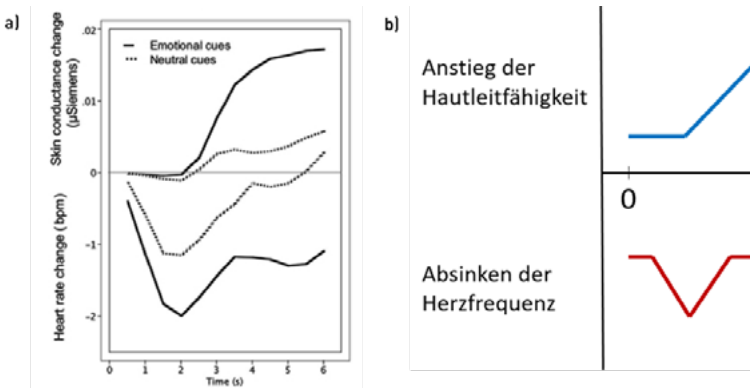 a)
Skin conductance change
(µSiemens)
Heart rate change ( bpm)
.02
.01
0
-1
-2
Emotional cues
Neutral cues
0 1 2 3 4 5 6
Time (s)
b)
Anstieg der
Hautleitfähigkeit
0
Absinken der
Herzfrequenz